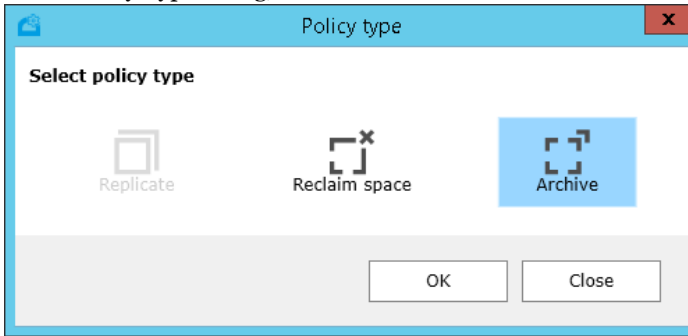 Policy type
x
Select policy type
Replicate
Reclaim space
Archive
OK
Close